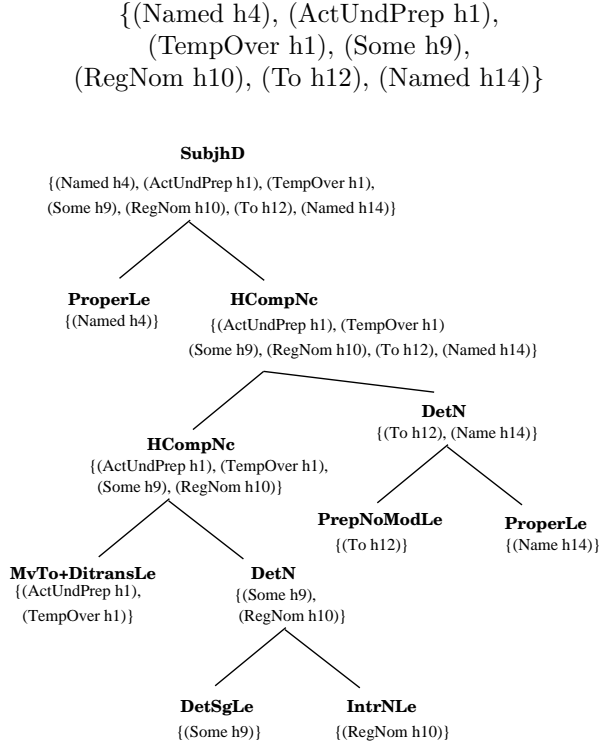 {(Named h4), (ActUndPrep h1),
(TempOver h1), (Some h9),
(RegNom h10), (To h12), (Named h14)}
SubjhD
{(Named h4), (ActUndPrep h1), (TempOver h1),
(Some h9), (RegNom h10), (To h12), (Named h14)}
ProperLe
{(Named h4)}
HCompNc
{(ActUndPrep h1), (TempOver h1)
(Some h9), (RegNom h10), (To h12), (Named h14)}
DetN
{(To h12), (Name h14)}
HCompNc
{(ActUndPrep h1), (TempOver h1),
(Some h9), (RegNom h10)}
PrepNoModLe
{(To h12)}
ProperLe
{(Name h14)}
MvTo+DitransLe
{(ActUndPrep h1),
(TempOver h1)}
DetN
{(Some h9),
(RegNom h10)}
DetSgLe
{(Some h9)}
IntrNLe
{(RegNom h10)}